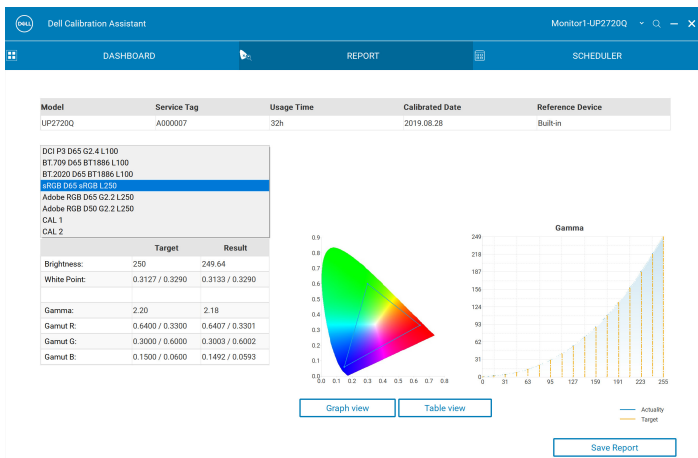 DELL Dell Calibration Assistant Monitor1-UP2720Q
DASHBOARD REPORT SCHEDULER
Model Service Tag Usage Time Calibrated Date Reference Device
UP2720Q A000007 32h 2019.08.28 Built-in
DCI P3 D65 G2.4 L100
BT.709 D65 BT1886 L100
BT.2020 D65 BT1886 L100
sRGB D65 sRGB L250
Adobe RGB D65 G2.2 L250
Adobe RGB D50 G2.2 L250
CAL 1
CAL 2
Target Result
Brightness: 250 249.64
White Point: 0.3127 / 0.3290 0.3133 / 0.3290
Gamma: 2.20 2.18
Gamut R: 0.6400 / 0.3300 0.6407 / 0.3301
Gamut G: 0.3000 / 0.6000 0.3003 / 0.6002
Gamut B: 0.1500 / 0.0600 0.1492 / 0.0593
0.9
0.8
0.7
0.6
0.5
0.4
0.3
0.2
0.1
0.0
0.0 0.1 0.2 0.3 0.4 0.5 0.6 0.7 0.8
Gamma
249
218
187
156
124
93
62
31
0 31 63 95 127 159 191 223 255
Graph view Table view
Actuality
Target
Save Report